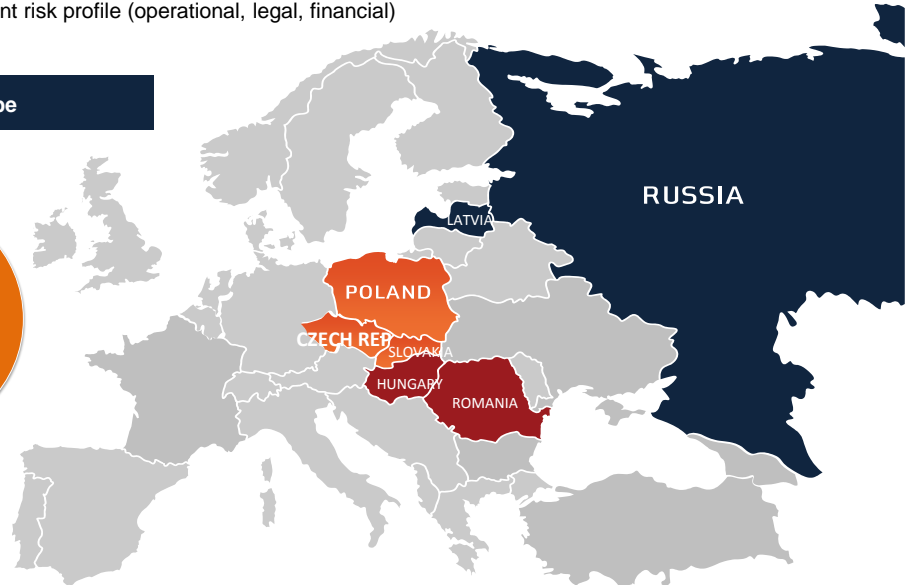 nt risk profile (operational, legal, financial)
pe
RUSSIA
LATVIA
POLAND
CZECH REP
SLOVAKIA
HUNGARY
ROMANIA